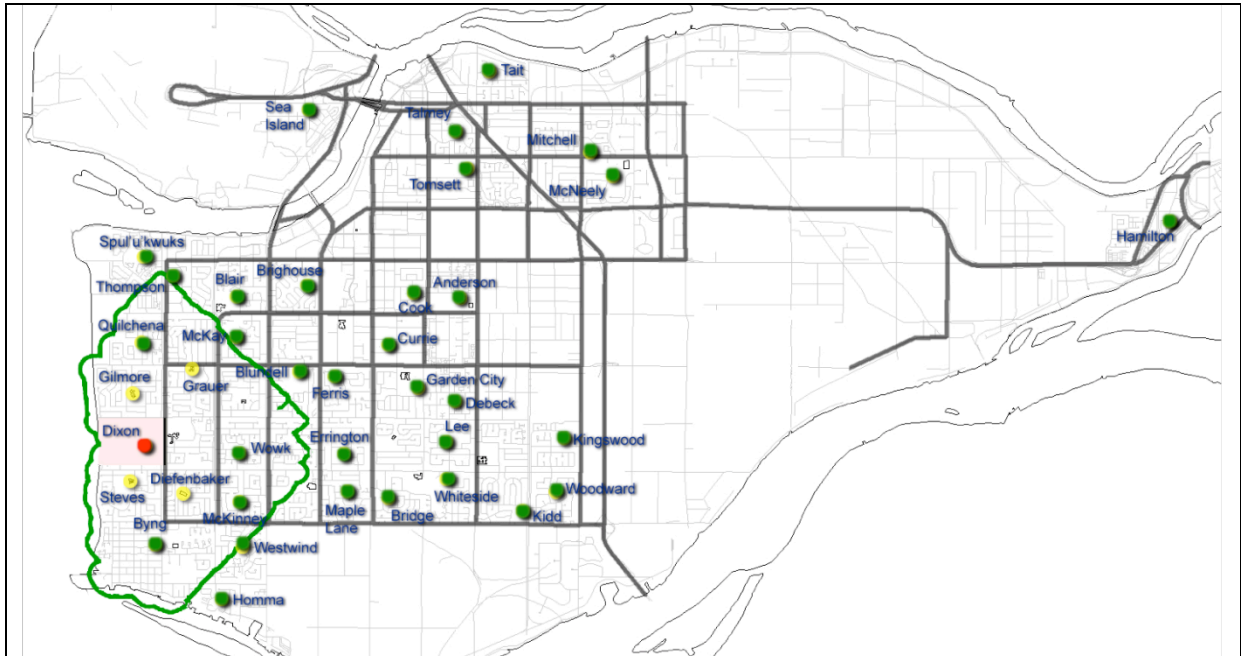 Tait
Sea
Island
Talmey
Mitchell
Tomsett
McNeely
Hamilton
Spul'u'kwuks
Thompson
Blair
Brighouse
Anderson
Cook
Quilchena
McKay
Currie
Gilmore
Grauer
Blundell
Ferris
Garden City
Debeck
Dixon
Errington
Lee
Wowk
Kingswood
Steves
Diefenbaker
McKinney
Maple
Lane
Bridge
Whiteside
Woodward
Kidd
Byng
Westwind
Homma